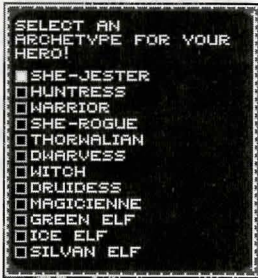 SELECT AN
ARCHETYPE FOR YOUR
HERO!
SHE-JESTER
HUNTRESS
WARRIOR
SHE-ROGUE
THORWALIAN
DWARVESS
WITCH
DRUIDESS
MAGICIENNE
GREEN ELF
ICE ELF
SILVAN ELF